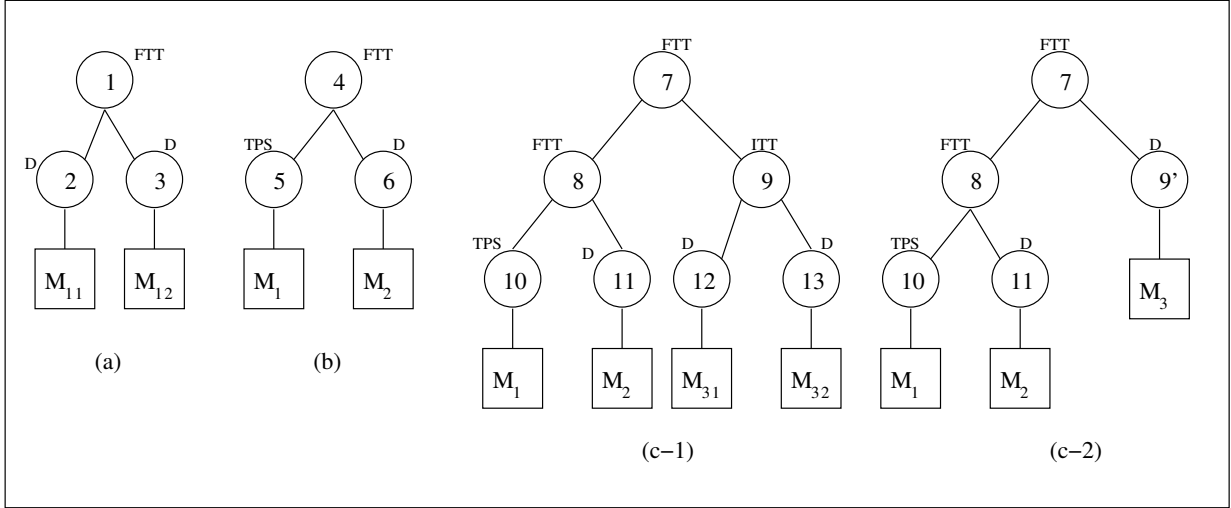 FTT
1
D
2
D
3
M11
M12
(a)
FTT
4
TPS
5
D
6
M1
M2
(b)
FTT
7
FTT
8
ITT
9
TPS
10
D
11
D
12
D
13
M1
M2
M31
M32
(c-1)
FTT
7
FTT
8
D
9'
TPS
10
D
11
M3
M1
M2
(c-2)